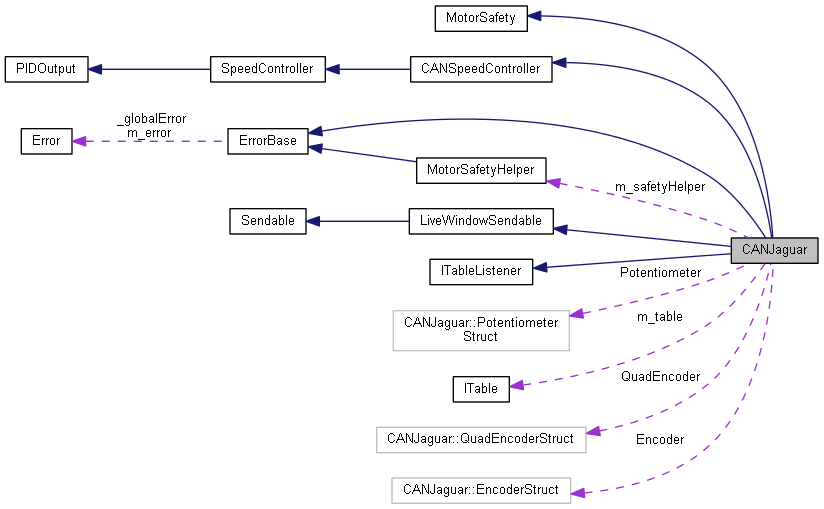 MotorSafety
PIDOutput
SpeedController
CANSpeedController
_globalError
m_error
Error
ErrorBase
MotorSafetyHelper
m_safetyHelper
Sendable
LiveWindowSendable
CANJaguar
ITableListener
Potentiometer
CANJaguar::Potentiometer
Struct
m_table
ITable
QuadEncoder
CANJaguar::QuadEncoderStruct
Encoder
CANJaguar::EncoderStruct